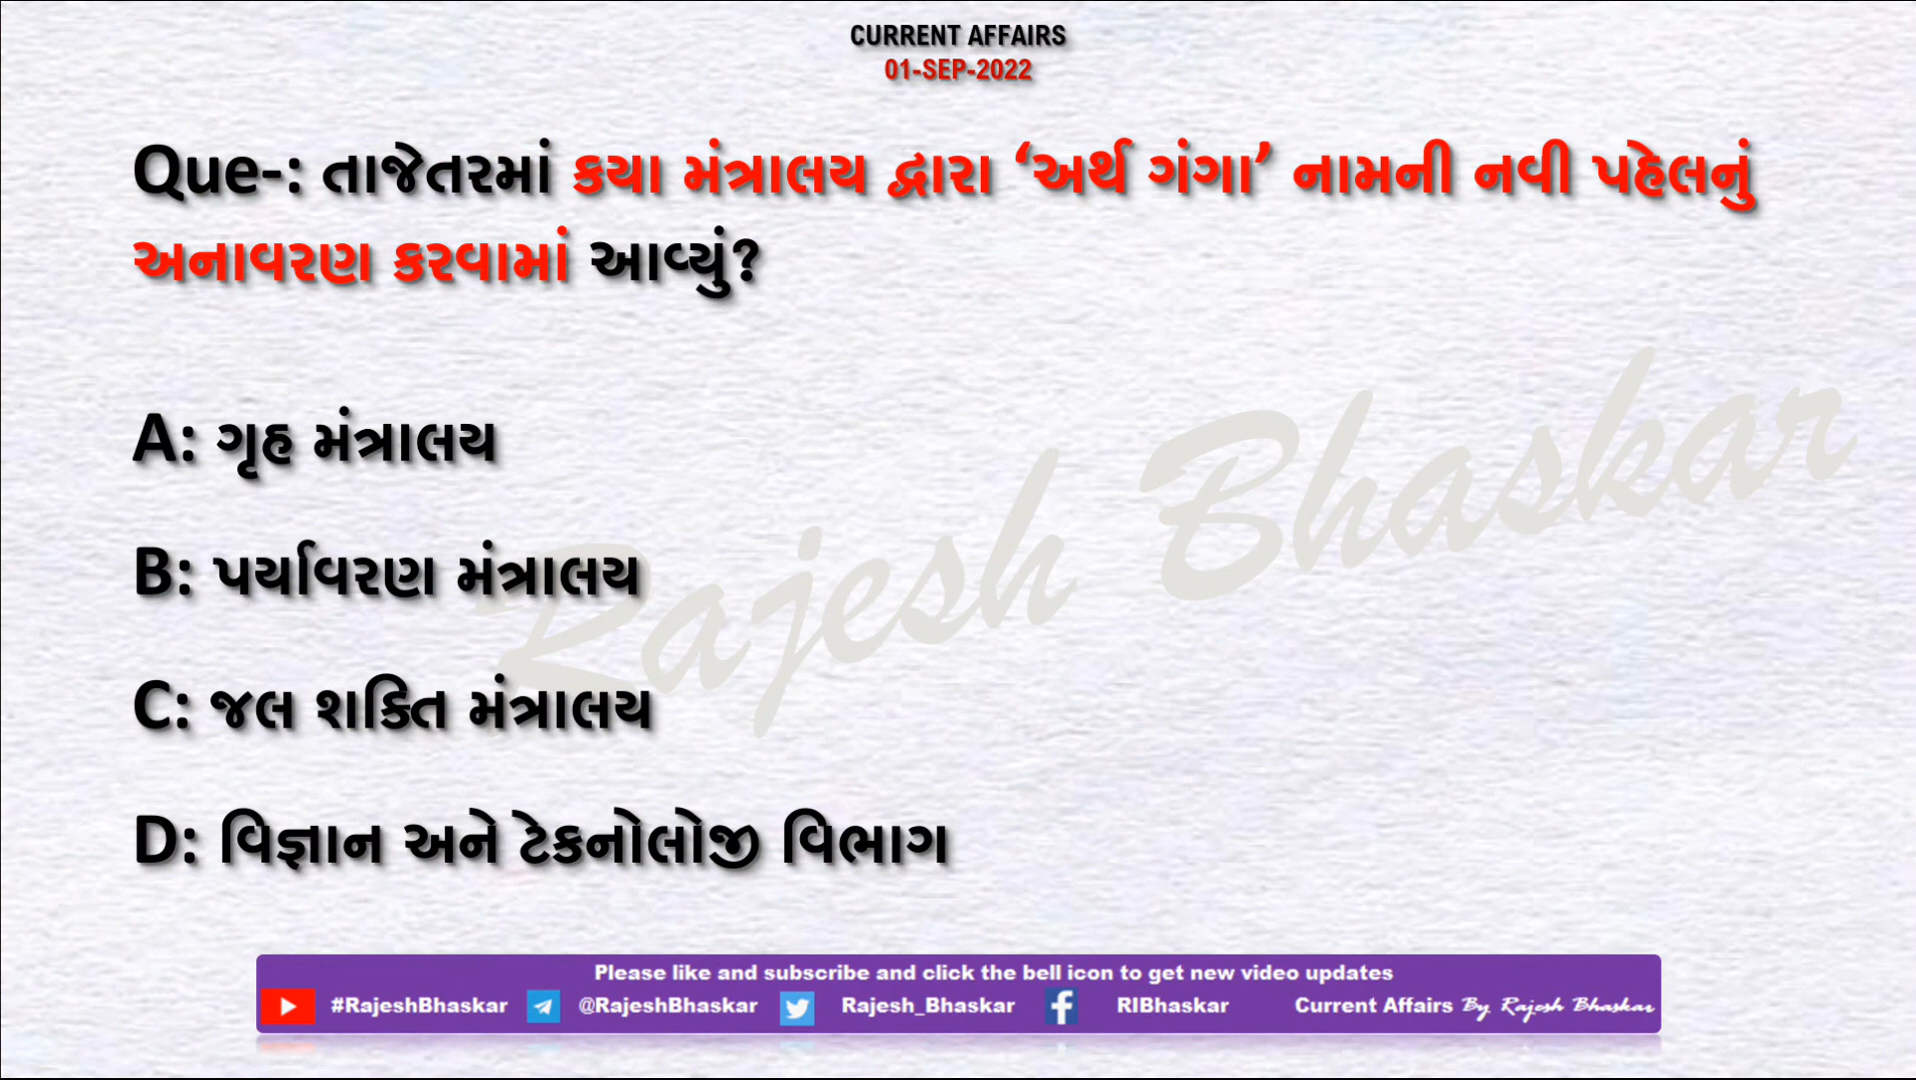 CURRENT AFFAIRS
01-SEP-2022
Que-: તાજેતરમાં કયા મંત્રાલય દ્વારા ‘અર્થ ગંગા’ નામની નવી પહેલનું
અનાવરણ કરવામાં આવ્યું?
A: ગૃહ મંત્રાલય
B: પર્યાવરણ મંત્રાલય
C: જલ શક્તિ મંત્રાલય
D: વિજ્ઞાન અને ટેકનોલોજી વિભાગ
Rajesh Bhaskar
Please like and subscribe and click the bell icon to get new video updates
#RajeshBhaskar @RajeshBhaskar Rajesh_Bhaskar RIBhaskar Current Affairs By Rajesh Bhaskar